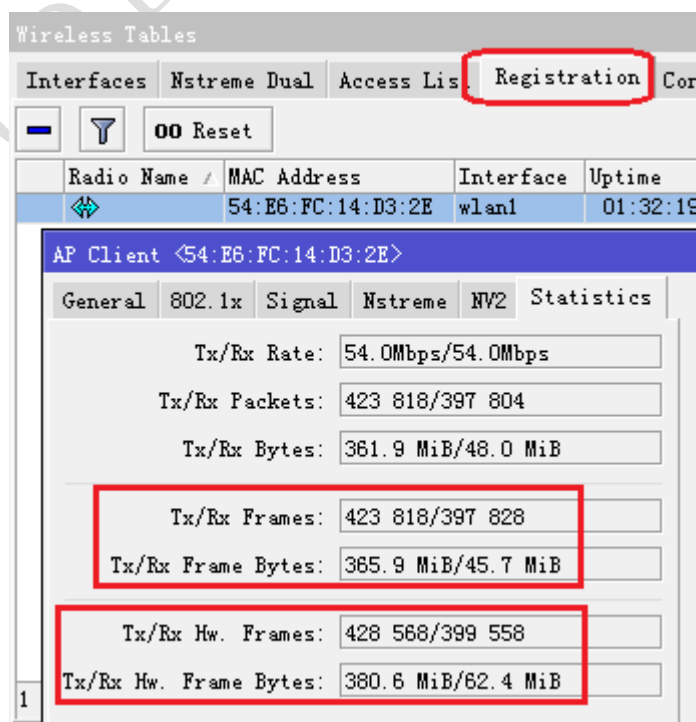 Wireless Tables
Interfaces Nstreme Dual Access Lis Registration Con
00 Reset
Radio Name MAC Address Interface Uptime
54:E6:FC:14:D3:2E wlan1 01:32:19
AP Client <54:E6:FC:14:D3:2E>
General 802.1x Signal Nstreme NV2 Statistics
Tx/Rx Rate: 54.0Mbps/54.0Mbps
Tx/Rx Packets: 423 818/397 804
Tx/Rx Bytes: 361.9 MiB/48.0 MiB
Tx/Rx Frames: 423 818/397 828
Tx/Rx Frame Bytes: 365.9 MiB/45.7 MiB
Tx/Rx Hw. Frames: 428 568/399 558
Tx/Rx Hw. Frame Bytes: 380.6 MiB/62.4 MiB
1